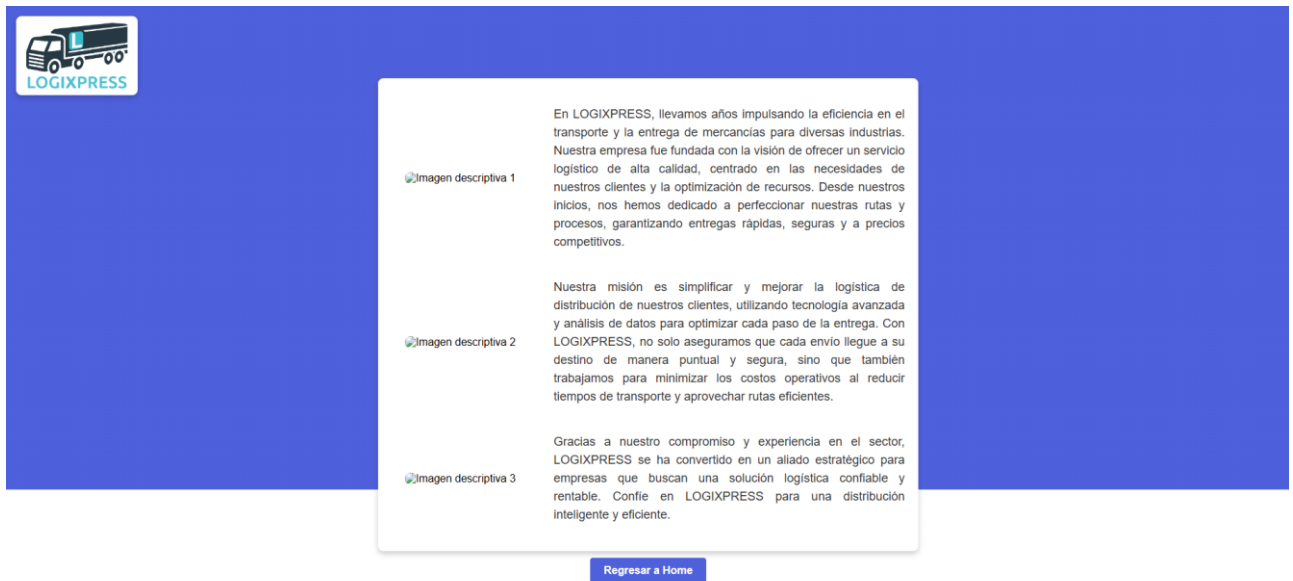 L
LOGIXPRESS
En LOGIXPRESS, llevamos años impulsando la eficiencia en el
transporte y la entrega de mercancías para diversas industrias.
Nuestra empresa fue fundada con la visión de ofrecer un servicio
logístico de alta calidad, centrado en las necesidades de
nuestros clientes y la optimización de recursos. Desde nuestros
inicios, nos hemos dedicado a perfeccionar nuestras rutas y
procesos, garantizando entregas rápidas, seguras y a precios
competitivos.
Imagen descriptiva 1
Nuestra misión es simplificar y mejorar la logística de
distribución de nuestros clientes, utilizando tecnología avanzada
y análisis de datos para optimizar cada paso de la entrega. Con
LOGIXPRESS, no solo aseguramos que cada envío llegue a su
destino de manera puntual y segura, sino que también
trabajamos para minimizar los costos operativos al reducir
tiempos de transporte y aprovechar rutas eficientes.
Imagen descriptiva 2
Gracias a nuestro compromiso y experiencia en el sector,
LOGIXPRESS se ha convertido en un aliado estratégico para
empresas que buscan una solución logística confiable y
rentable. Confíe en LOGIXPRESS para una distribución
inteligente y eficiente.
Imagen descriptiva 3
Regresar a Home